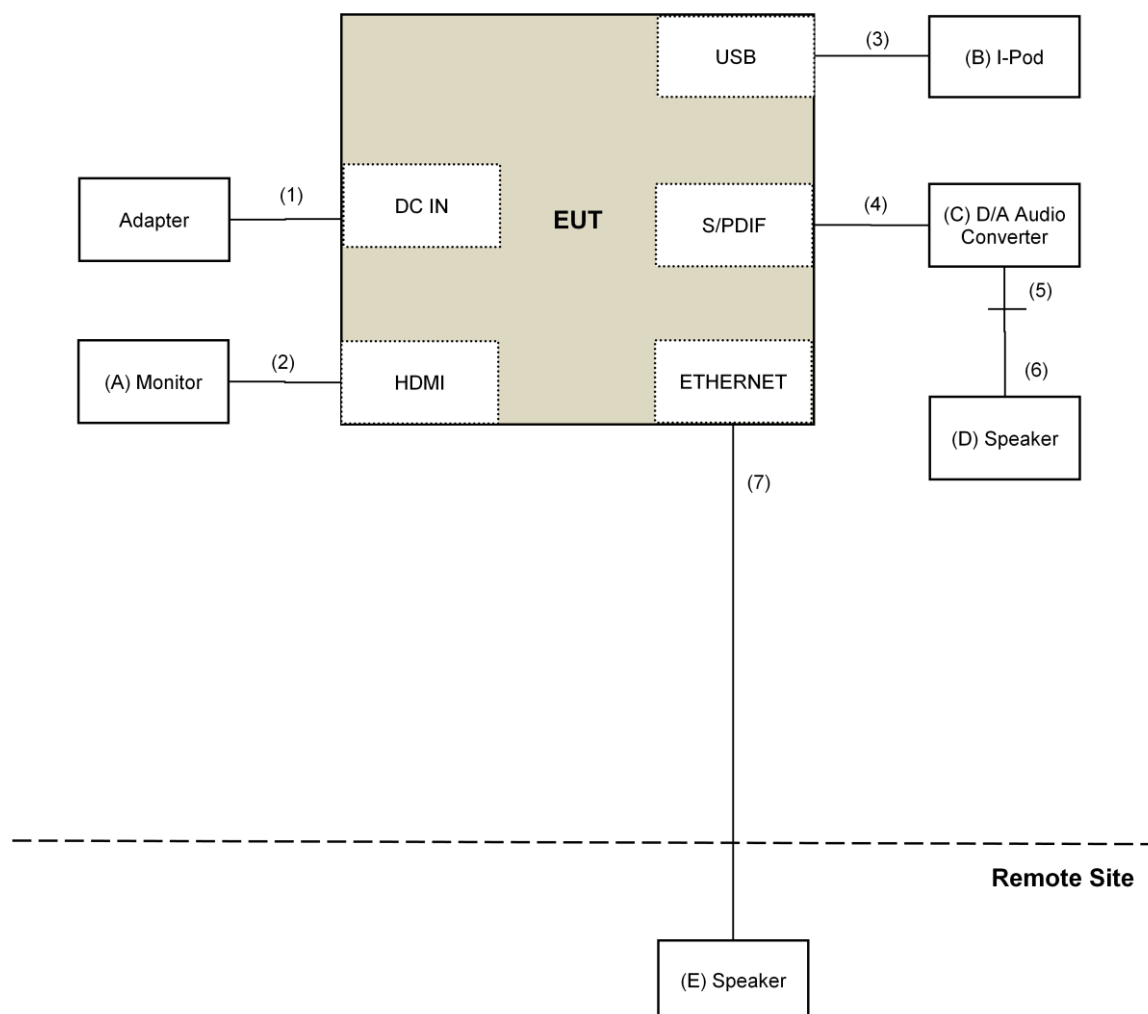 USB
(3)
(B) I-Pod
Adapter
(1)
DC IN
EUT
S/PDIF
(4)
(C) D/A Audio
Converter
(5)
(A) Monitor
(2)
HDMI
ETHERNET
(6)
(D) Speaker
(7)
Remote Site
(E) Speaker